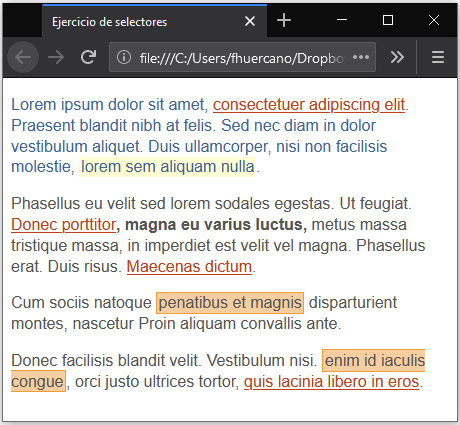 Ejercicio de selectores
file:///C:/Users/fhuercano/Dropbo
Lorem ipsum dolor sit amet, consectetuer adipiscing elit.
Praesent blandit nibh at felis. Sed nec diam in dolor
vestibulum aliquet. Duis ullamcorper, nisi non facilisis
molestie, lorem sem aliquam nulla.
Phasellus eu velit sed lorem sodales egestas. Ut feugiat.
Donec porttitor, magna eu varius luctus, metus massa
tristique massa, in imperdiet est velit vel magna. Phasellus
erat. Duis risus. Maecenas dictum.
Cum sociis natoque penatibus et magnis disparturient
montes, nascetur Proin aliquam convallis ante.
Donec facilisis blandit velit. Vestibulum nisi. enim id iaculis
congue, orci justo ultrices tortor, quis lacinia libero in eros.